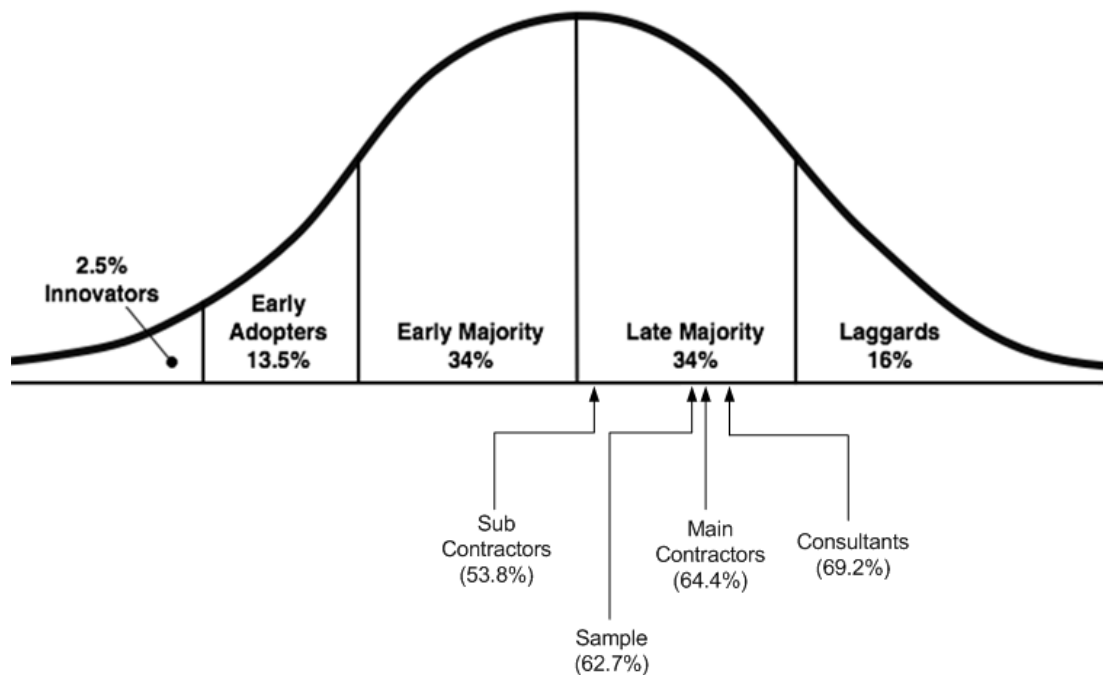 2.5%
Innovators
Early
Adopters
13.5%
Early Majority
34%
Late Majority
34%
Laggards
16%
Sub
Contractors
(53.8%)
Main
Contractors
(64.4%)
Consultants
(69.2%)
Sample
(62.7%)